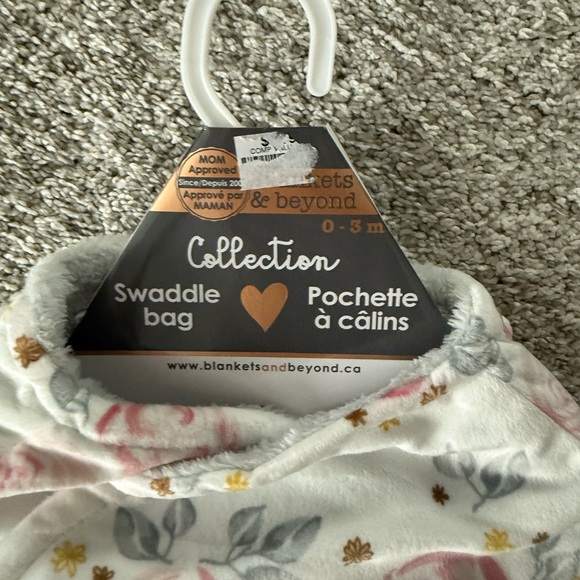 $
COMP
MOM
Approved
Since/Depuis 200
Approuvé par
MAMAN
& beyond
0 - 3 m
Collection
Swaddle
bag
Pochette
à câlins
www.blanketsandbeyond.ca